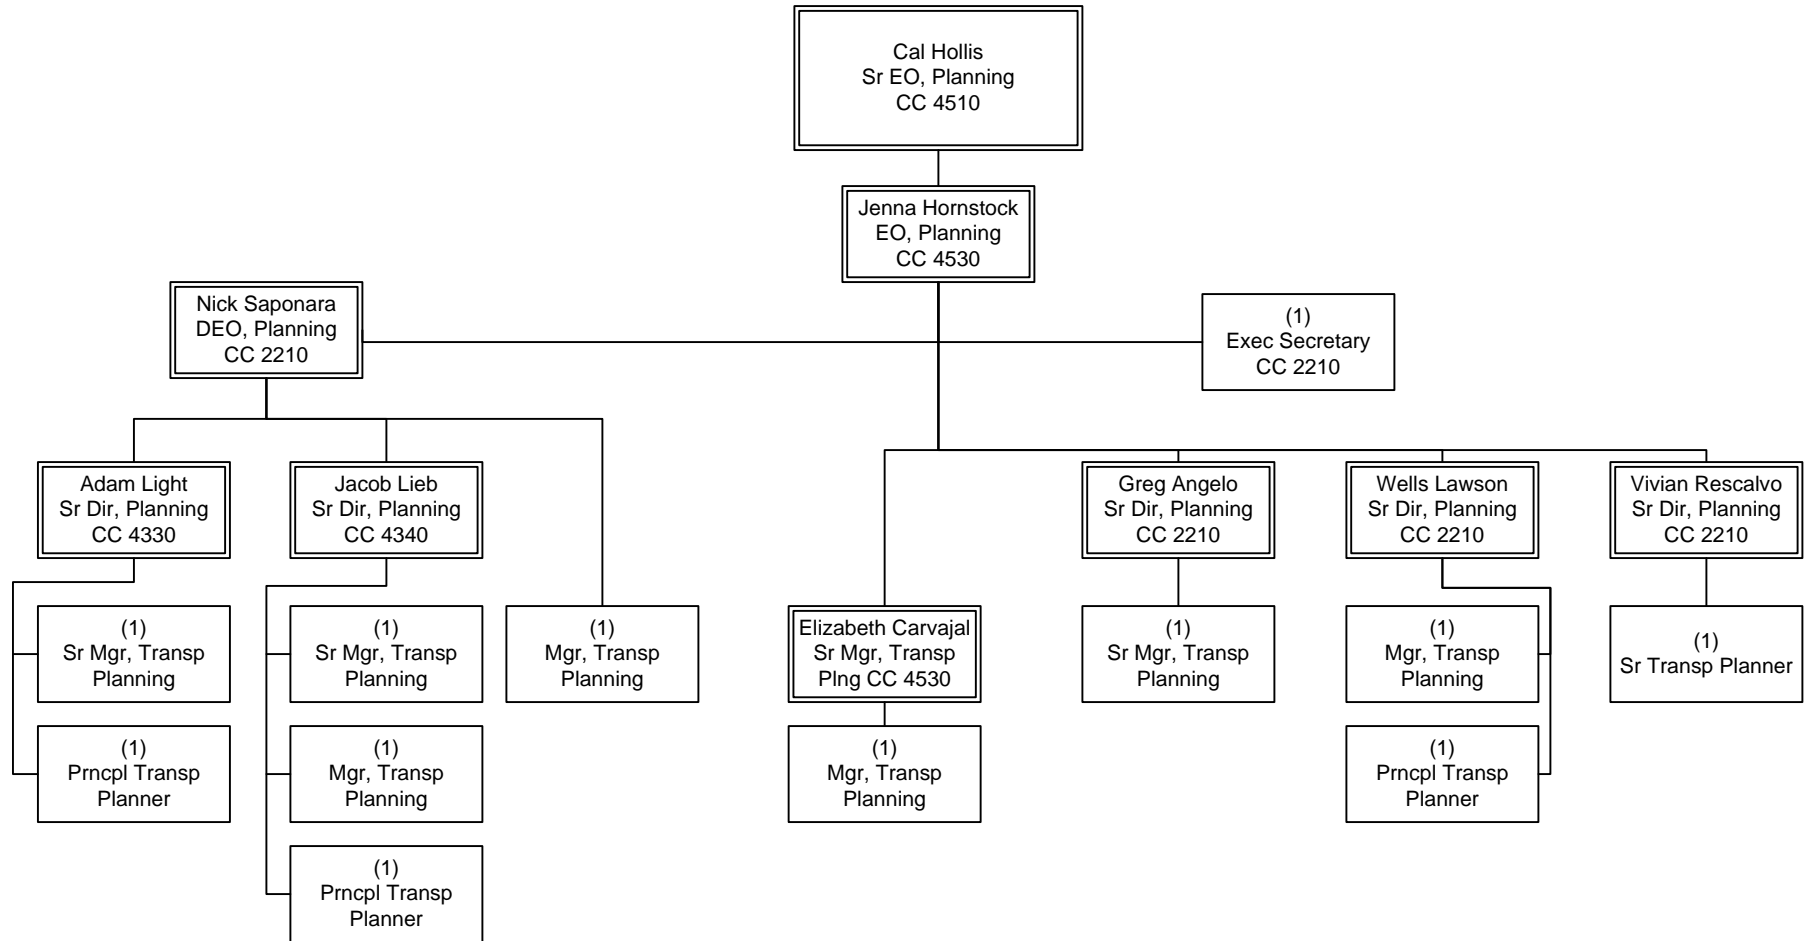 Cal Hollis
Sr EO, Planning
CC 4510
Jenna Hornstock
EO, Planning
CC 4530
Nick Saponara
DEO, Planning
CC 2210
(1)
Exec Secretary
CC 2210
Adam Light
Sr Dir, Planning
CC 4330
Jacob Lieb
Sr Dir, Planning
CC 4340
Greg Angelo
Sr Dir, Planning
CC 2210
Wells Lawson
Sr Dir, Planning
CC 2210
Vivian Rescalvo
Sr Dir, Planning
CC 2210
(1)
Sr Mgr, Transp
Planning
(1)
Sr Mgr, Transp
Planning
(1)
Mgr, Transp
Planning
Elizabeth Carvajal
Sr Mgr, Transp
Plng CC 4530
(1)
Sr Mgr, Transp
Planning
(1)
Mgr, Transp
Planning
(1)
Sr Transp Planner
(1)
Prncpl Transp
Planner
(1)
Mgr, Transp
Planning
(1)
Mgr, Transp
Planning
(1)
Prncpl Transp
Planner
(1)
Prncpl Transp
Planner